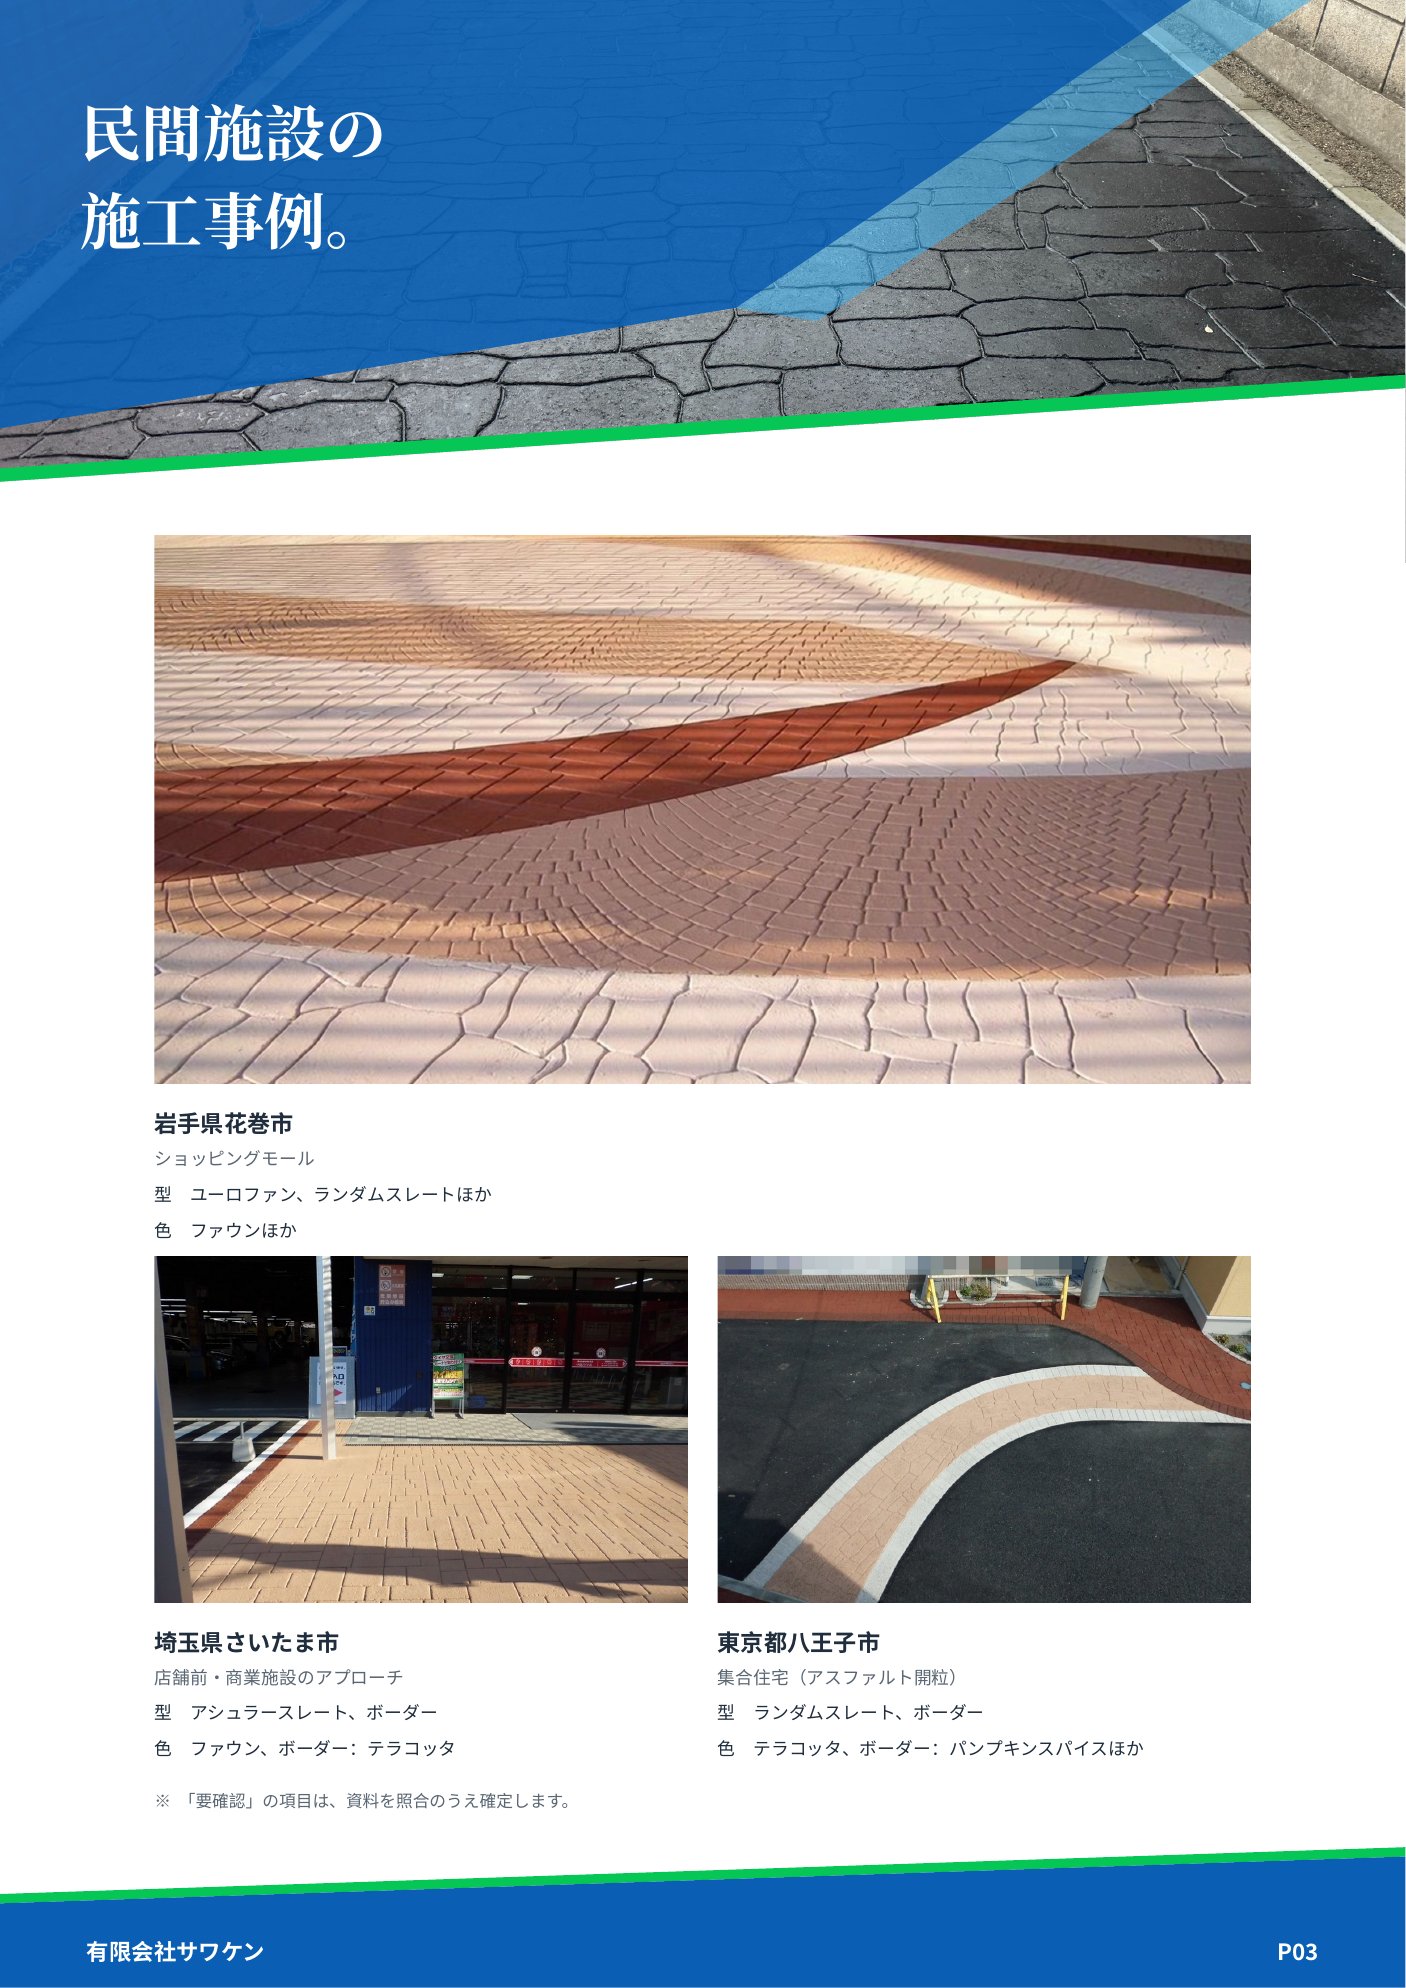 民間施設の
施工事例。
岩手県花巻市
ショッピングモール
型　ユーロファン、ランダムスレートほか
色　ファウンほか
埼玉県さいたま市
店舗前・商業施設のアプローチ
型　アシュラースレート、ボーダー
色　ファウン、ボーダー：テラコッタ
東京都八王子市
集合住宅（アスファルト開粒）
型　ランダムスレート、ボーダー
色　テラコッタ、ボーダー：パンプキンスパイスほか
※　「要確認」の項目は、資料を照合のうえ確定します。
有限会社サワケン
P03